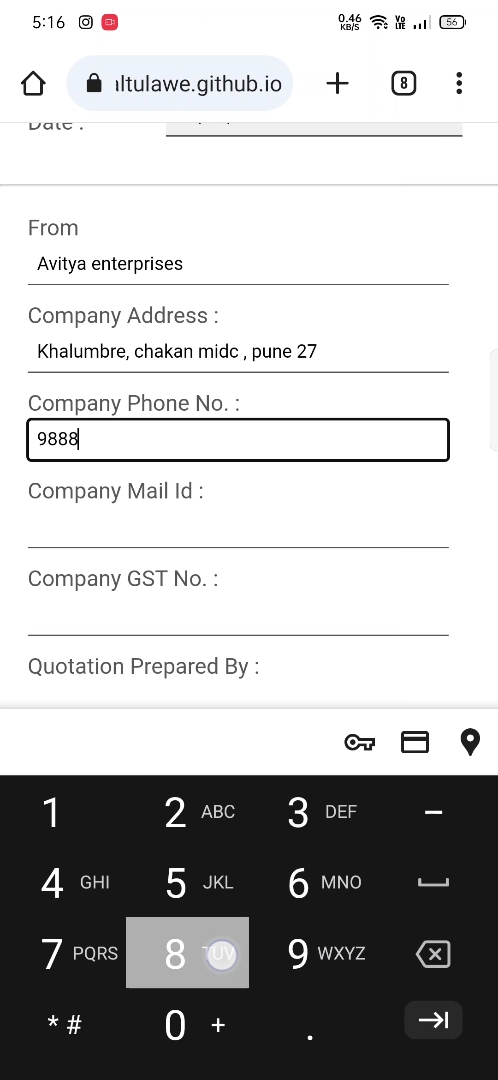 5:16 0.46 KB/S Vo LTE 56
ltulawe.github.io + 8
Date :
From
Avitya enterprises
Company Address :
Khalumbre, chakan midc , pune 27
Company Phone No. :
9888
Company Mail Id :
Company GST No. :
Quotation Prepared By :
1 2 ABC 3 DEF –
4 GHI 5 JKL 6 MNO
7 PQRS 8 TUV 9 WXYZ
* # 0 + .